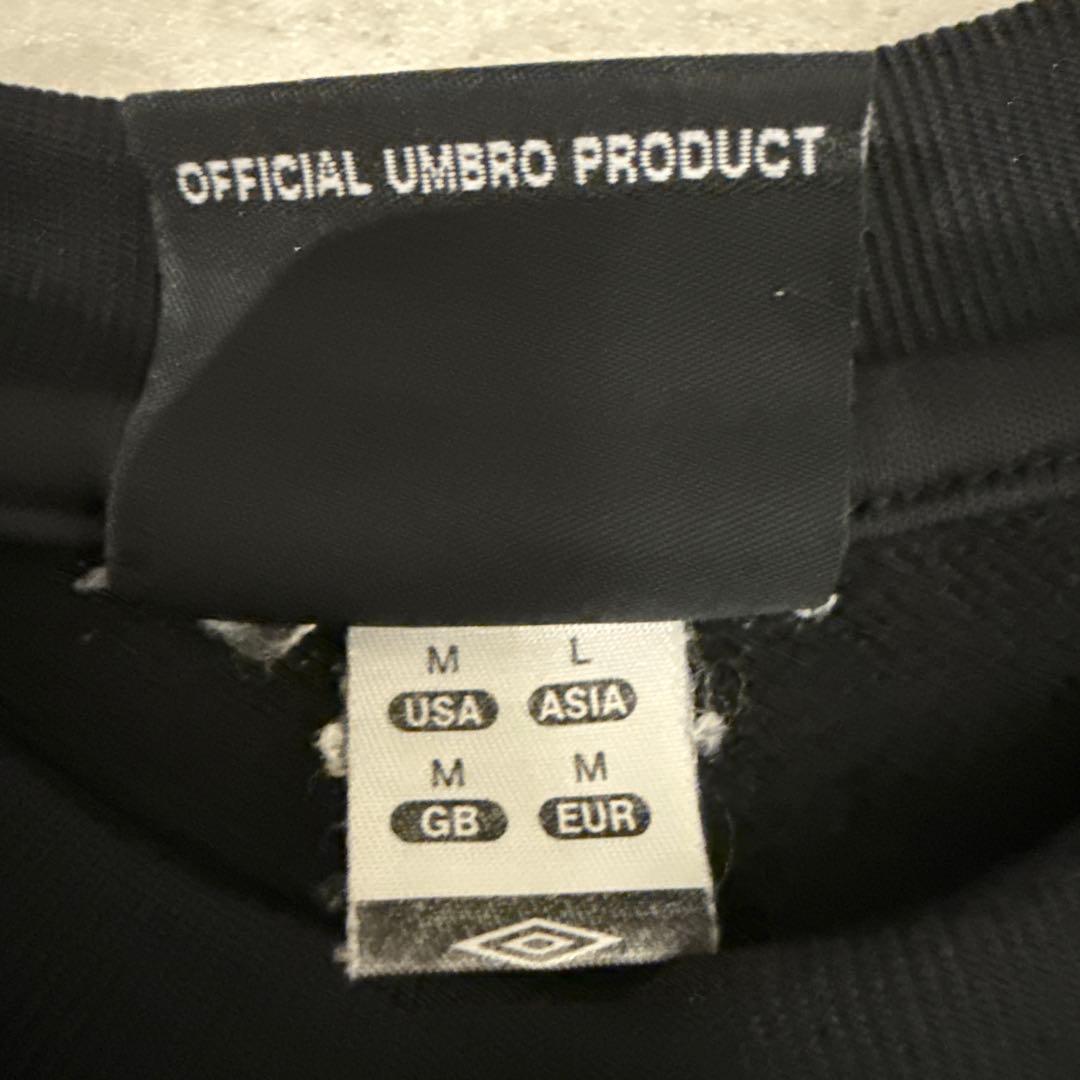 OFFICIAL UMBRO PRODUCT
M L
USA ASIA
M M
GB EUR